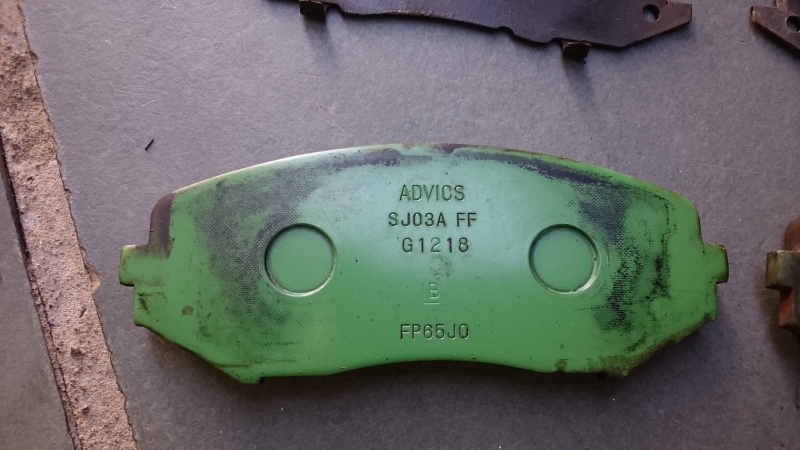 ADVICS
SJ03A FF
G1218
B
FP65J0